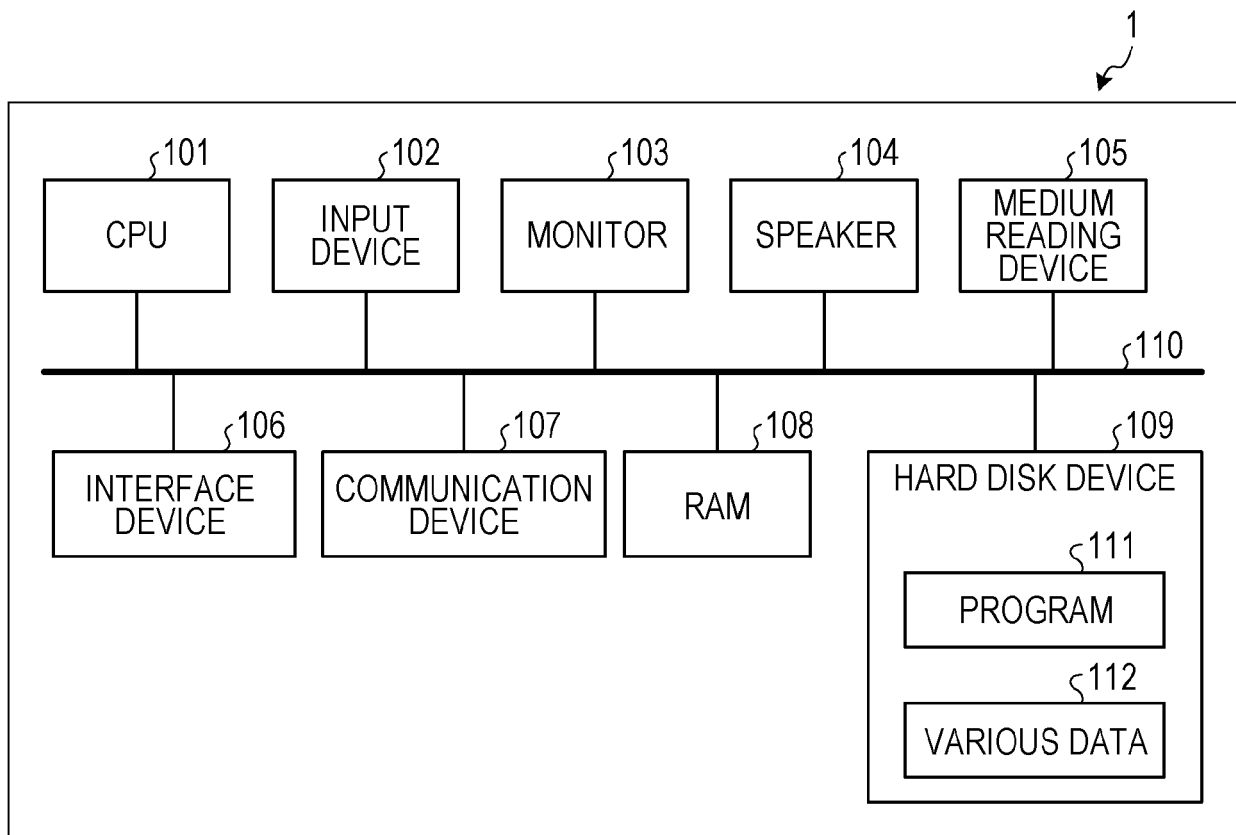 1
101
102
103
104
105
CPU
INPUT
DEVICE
MONITOR
SPEAKER
MEDIUM
READING
DEVICE
110
106
107
108
109
INTERFACE
DEVICE
COMMUNICATION
DEVICE
RAM
HARD DISK DEVICE
111
PROGRAM
112
VARIOUS DATA